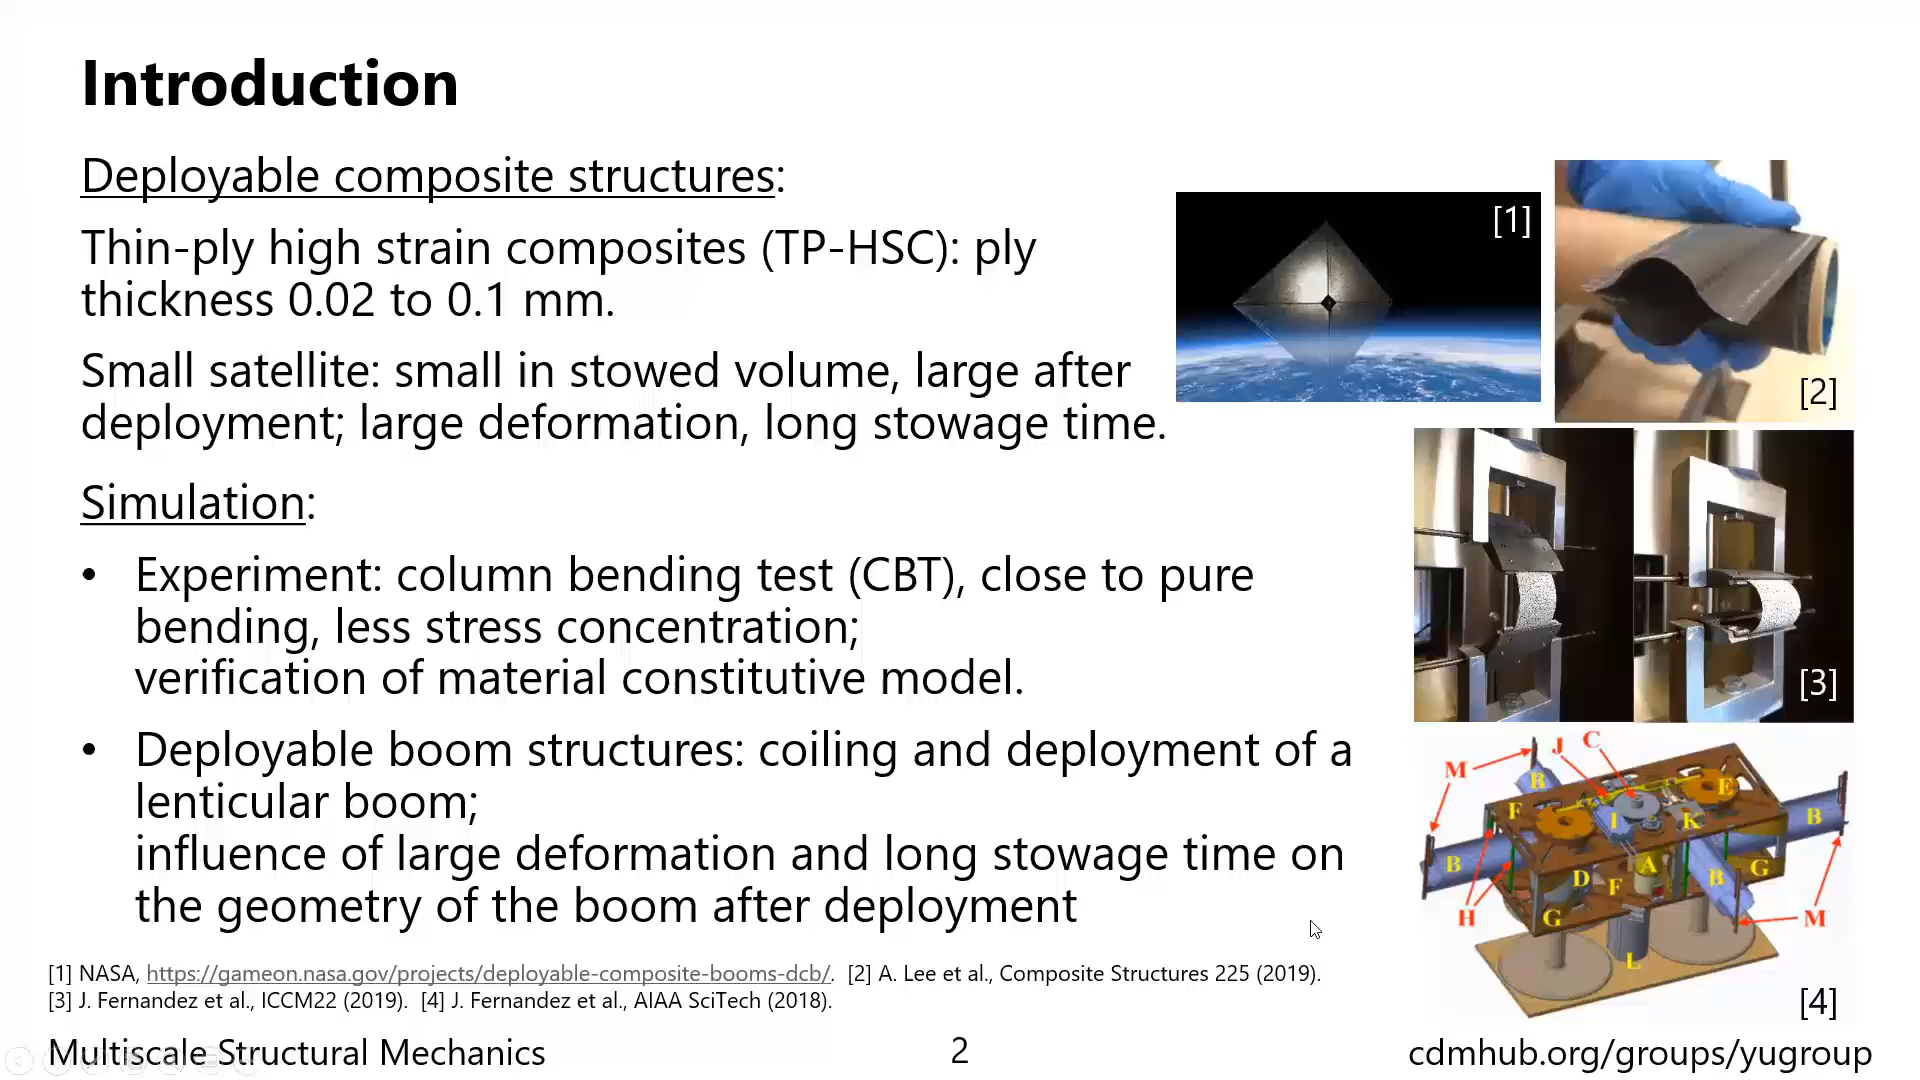 Introduction
Deployable composite structures:
Thin-ply high strain composites (TP-HSC): ply
thickness 0.02 to 0.1 mm.
Small satellite: small in stowed volume, large after
deployment; large deformation, long stowage time.
Simulation:
• Experiment: column bending test (CBT), close to pure
bending, less stress concentration;
verification of material constitutive model.
• Deployable boom structures: coiling and deployment of a
lenticular boom;
influence of large deformation and long stowage time on
the geometry of the boom after deployment
[1]
[2]
[3]
M J C
B E
F I K B
B D A B G
H G F M
L
[4]
[1] NASA, https://gameon.nasa.gov/projects/deployable-composite-booms-dcb/. [2] A. Lee et al., Composite Structures 225 (2019).
[3] J. Fernandez et al., ICCM22 (2019). [4] J. Fernandez et al., AIAA SciTech (2018).
Multiscale Structural Mechanics
2
cdmhub.org/groups/yugroup